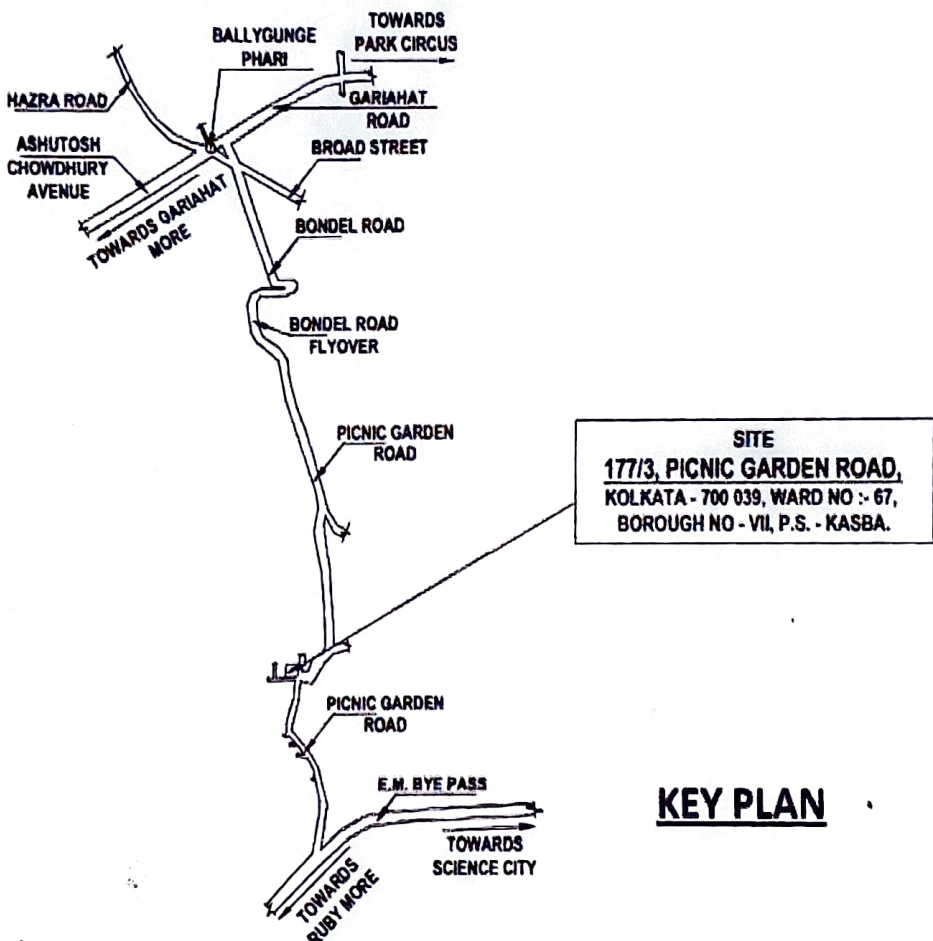 TOWARDS
PARK CIRCUS
BALLYGUNGE
PHARI
HAZRA ROAD
GARIAHAT
ROAD
ASHUTOSH
CHOWDHURY
AVENUE
BROAD STREET
TOWARDS GARIAHAT
MORE
BONDEL ROAD
BONDEL ROAD
FLYOVER
PICNIC GARDEN
ROAD
SITE
177/3, PICNIC GARDEN ROAD,
KOLKATA - 700 039, WARD NO :- 67,
BOROUGH NO - VII, P.S. - KASBA.
PICNIC GARDEN
ROAD
E.M. BYE PASS
KEY PLAN
TOWARDS
SCIENCE CITY
TOWARDS
RUBY MORE